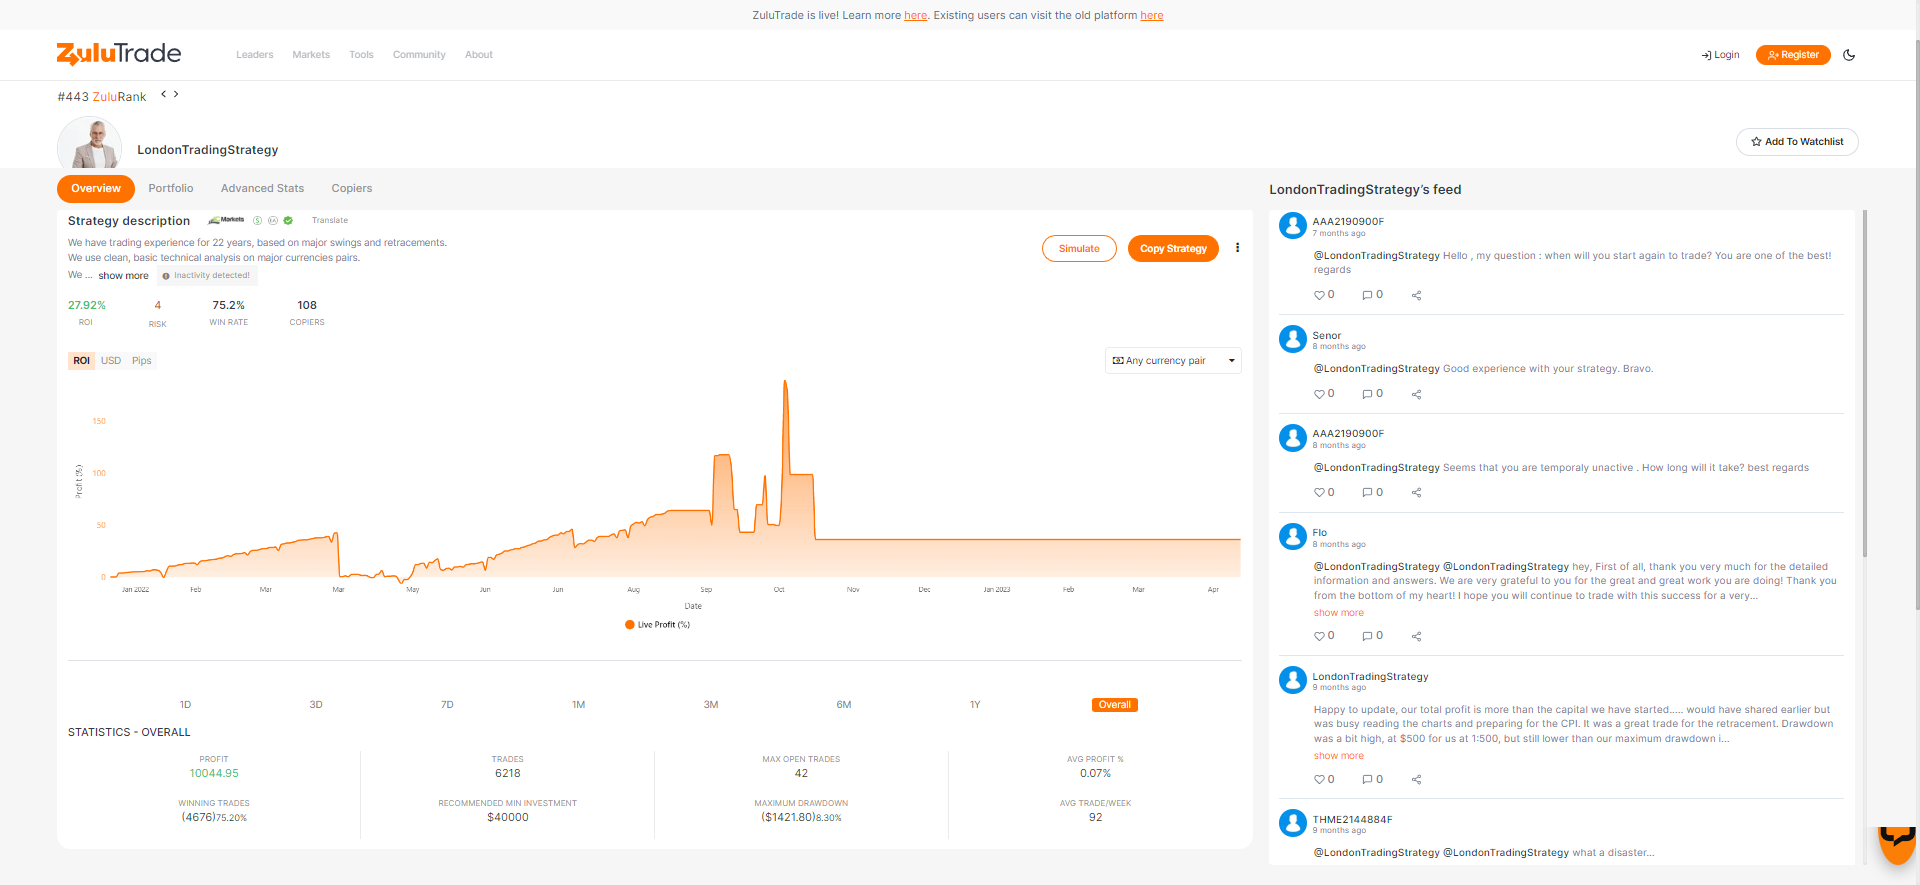 ZuluTrade is live! Learn more here. Existing users can visit the old platform here
ZuluTrade
Leaders
Markets
Tools
Community
About
Login
Register
#443 ZuluRank
LondonTradingStrategy
Add To Watchlist
Overview
Portfolio
Advanced Stats
Copiers
Strategy description
Markets
Translate
We have trading experience for 22 years, based on major swings and retracements.
We use clean, basic technical analysis on major currencies pairs.
We ... show more
Inactivity detected!
Simulate
Copy Strategy
27.92%
ROI
4
RISK
75.2%
WIN RATE
108
COPIERS
ROI
USD
Pips
Any currency pair
150
100
50
0
Profit (%)
Jan 2022
Feb
Mar
Mar
May
Jun
Jun
Aug
Sep
Oct
Nov
Dec
Jan 2023
Feb
Mar
Apr
Date
Live Profit (%)
1D
3D
7D
1M
3M
6M
1Y
Overall
STATISTICS - OVERALL
PROFIT
10044.95
TRADES
6218
MAX OPEN TRADES
42
AVG PROFIT %
0.07%
WINNING TRADES
(4676)75.20%
RECOMMENDED MIN INVESTMENT
$40000
MAXIMUM DRAWDOWN
($1421.80)8.30%
AVG TRADE/WEEK
92
LondonTradingStrategy's feed
AAA2190900F
7 months ago
@LondonTradingStrategy Hello , my question : when will you start again to trade? You are one of the best!
regards
0
0
Senor
8 months ago
@LondonTradingStrategy Good experience with your strategy. Bravo.
0
0
AAA2190900F
8 months ago
@LondonTradingStrategy Seems that you are temporaly unactive . How long will it take? best regards
0
0
Flo
8 months ago
@LondonTradingStrategy @LondonTradingStrategy hey, First of all, thank you very much for the detailed
information and answers. We are very grateful to you for the great and great work you are doing! Thank you
from the bottom of my heart! I hope you will continue to trade with this success for a very...
show more
0
0
LondonTradingStrategy
9 months ago
Happy to update, our total profit is more than the capital we have started..... would have shared earlier but
was busy reading the charts and preparing for the CPI. It was a great trade for the retracement. Drawdown
was a bit high, at $500 for us at 1:500, but still lower than our maximum drawdown i...
show more
0
0
THME2144884F
9 months ago
@LondonTradingStrategy @LondonTradingStrategy what a disaster...